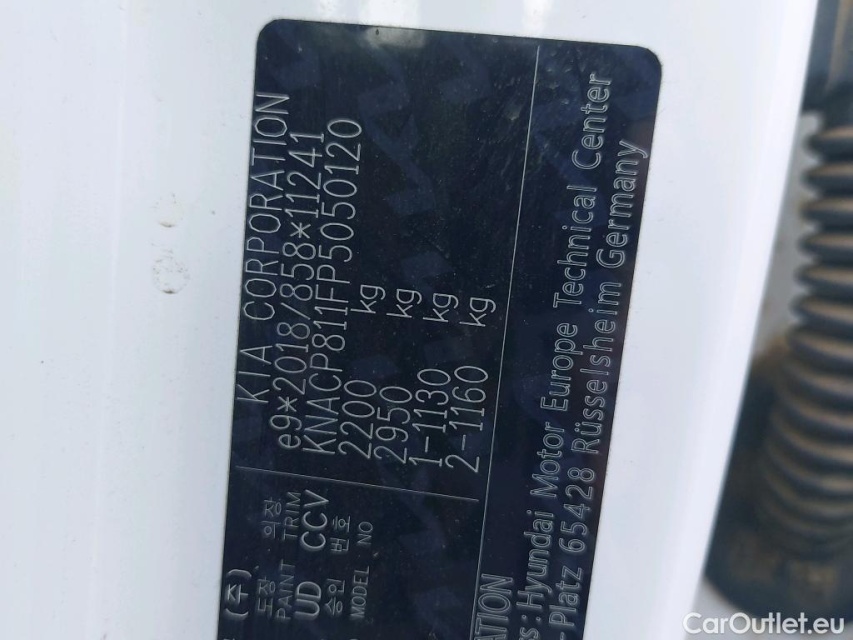 KIA CORPORATION
e9*2018/858*11241
KNACP811FP5050120
2200 kg
2950 kg
1-1130 kg
2-1160 kg
(주)
도장 의장
PAINT TRIM
UD CCV
승인 번호
MODEL NO
ATION
s : Hyundai Motor Europe Technical Center
-Platz 65428 Rüsselsheim Germany
CarOutlet.eu